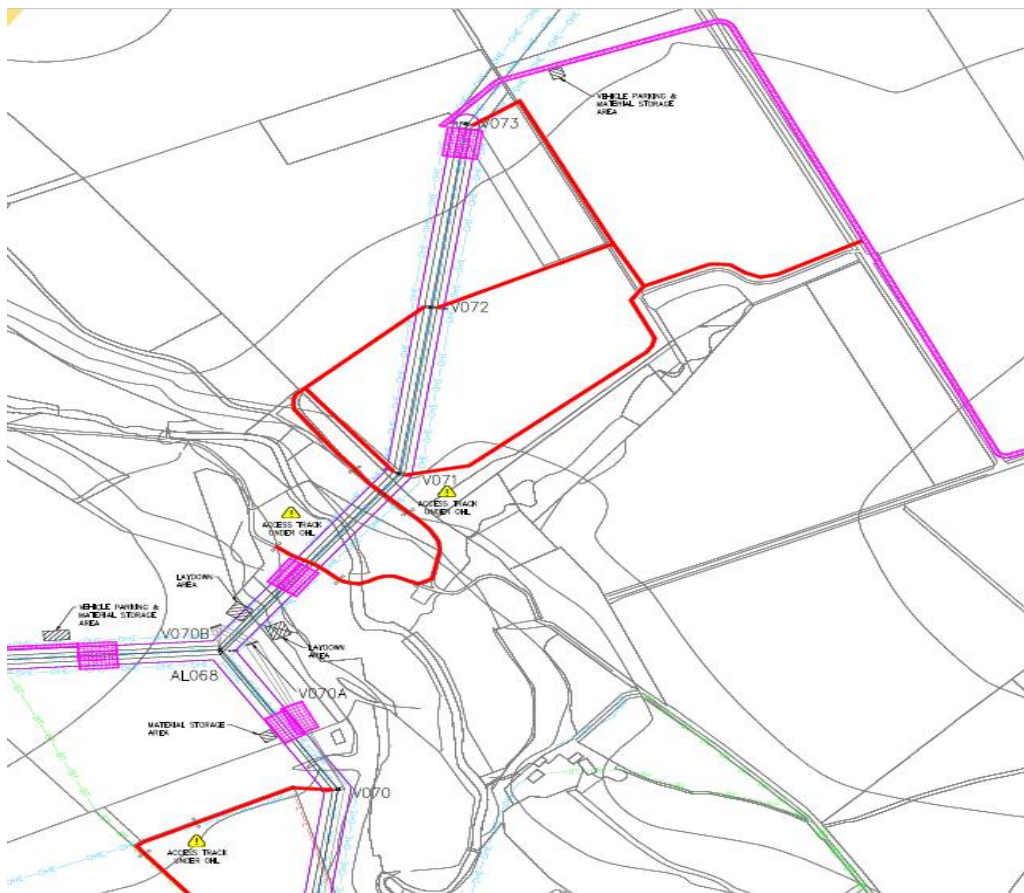 V073
VEHICLE PARKING &
MATERIAL STORAGE
AREA
V072
V071
ACCESS TRACK
UNDER OHL
ACCESS TRACK
UNDER OHL
LAYDOWN
AREA
VEHICLE PARKING &
MATERIAL STORAGE
AREA
V070B
LAYDOWN
AREA
AL068
V070A
MATERIAL STORAGE
AREA
V070
ACCESS TRACK
UNDER OHL